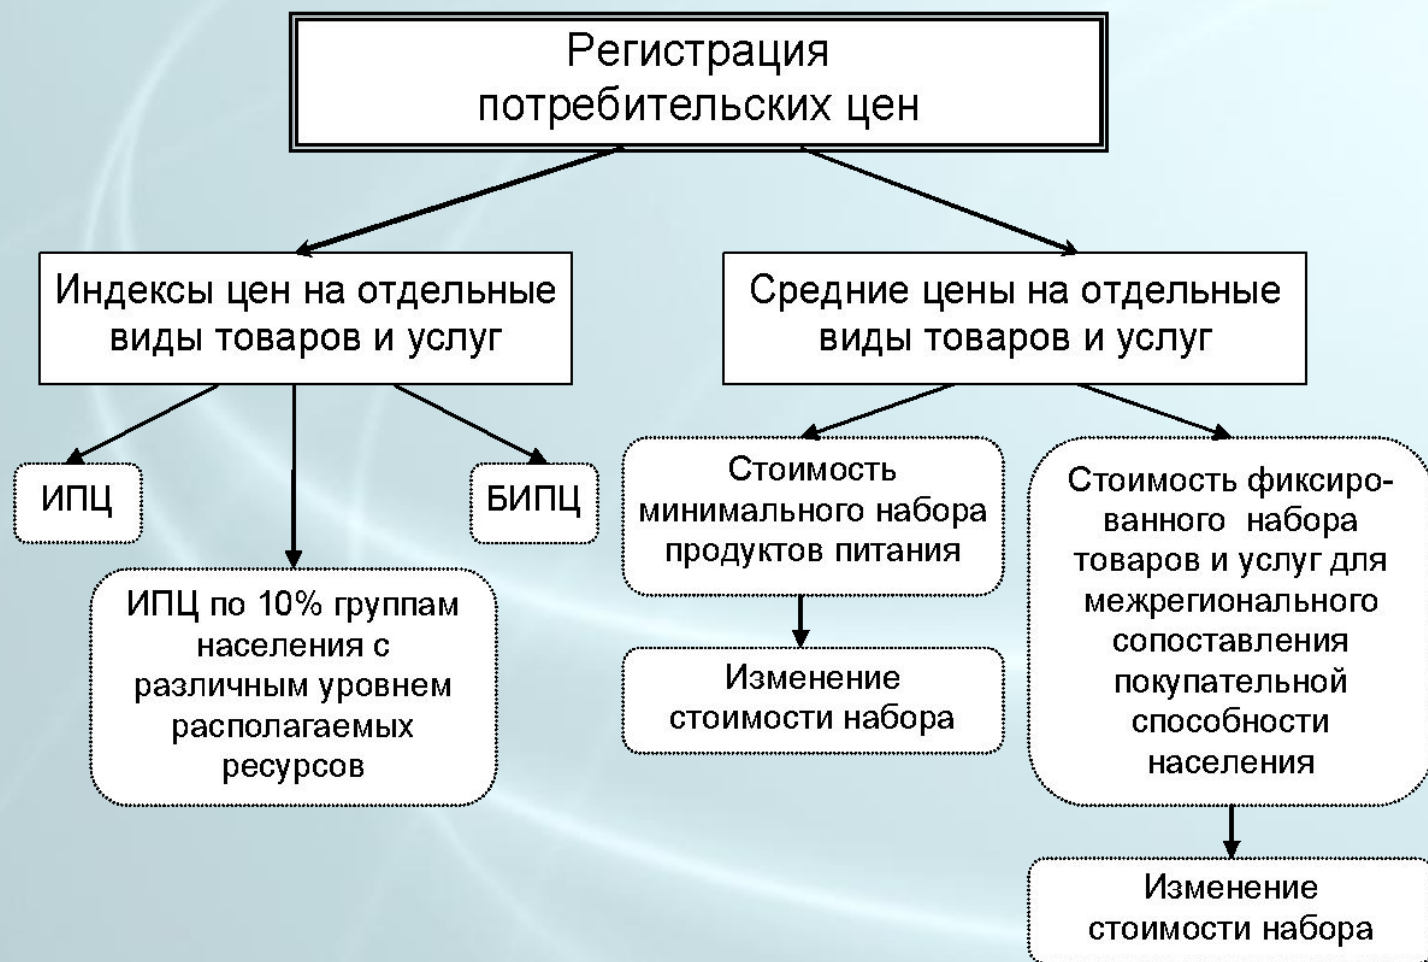 Регистрация
потребительских цен
Индексы цен на отдельные
виды товаров и услуг
Средние цены на отдельные
виды товаров и услуг
ИПЦ
БИПЦ
ИПЦ по 10% группам
населения с
различным уровнем
располагаемых
ресурсов
Стоимость
минимального набора
продуктов питания
Изменение
стоимости набора
Стоимость фиксиро-
ванного набора
товаров и услуг для
межрегионального
сопоставления
покупательной
способности
населения
Изменение
стоимости набора